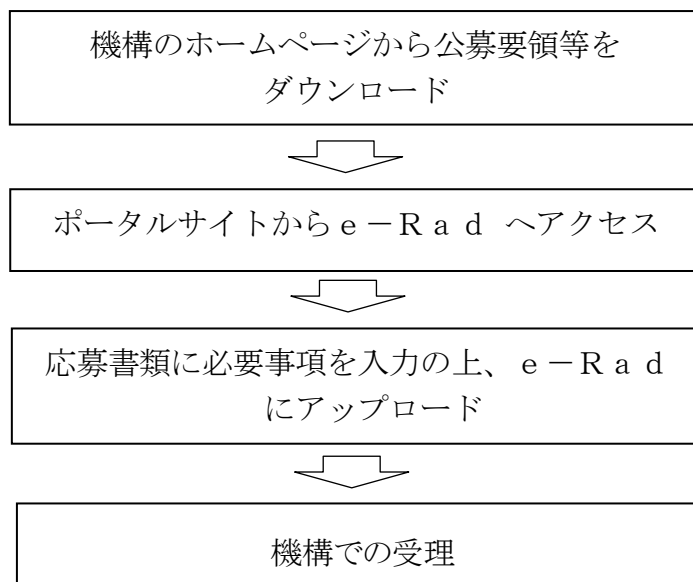 機構のホームページから公募要領等を
ダウンロード
ポータルサイトからｅ－Ｒａｄ へアクセス
応募書類に必要事項を入力の上、ｅ－Ｒａｄ
にアップロード
機構での受理